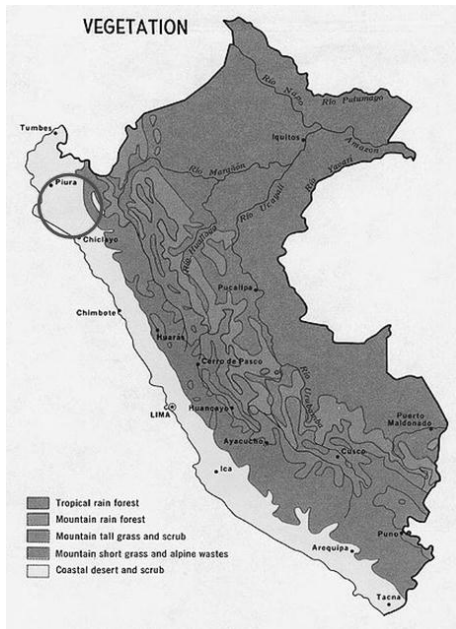 VEGETATION
Río Napo
Río Putumayo
Tumbes
Iquitos
Amazon
Río Marañón
Río Yavarí
Piura
Río Ucayali
Chiclayo
Río Huallaga
Pucallpa
Chimbote
Huarás
Cerro de Pasco
Río Urubamba
LIMA
Huancayo
Puerto
Maldonado
Ayacucho
Cusco
Ica
Tropical rain forest
Mountain rain forest
Mountain tall grass and scrub
Mountain short grass and alpine wastes
Coastal desert and scrub
Puno
Arequipa
Tacna